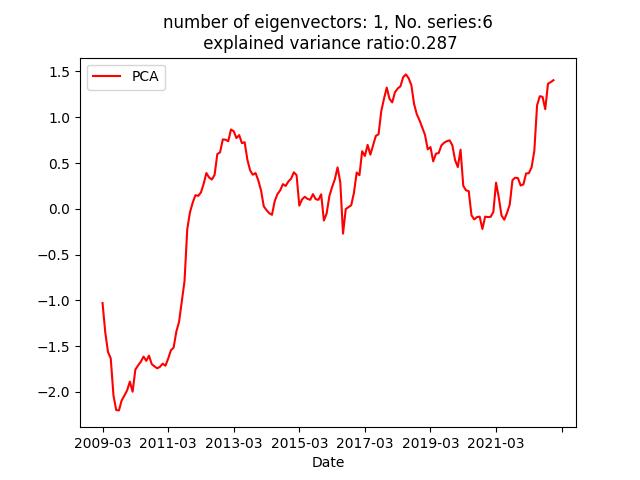 number of eigenvectors: 1, No. series:6
explained variance ratio:0.287
PCA
1.5
1.0
0.5
0.0
−0.5
−1.0
−1.5
−2.0
2009-03 2011-03 2013-03 2015-03 2017-03 2019-03 2021-03
Date